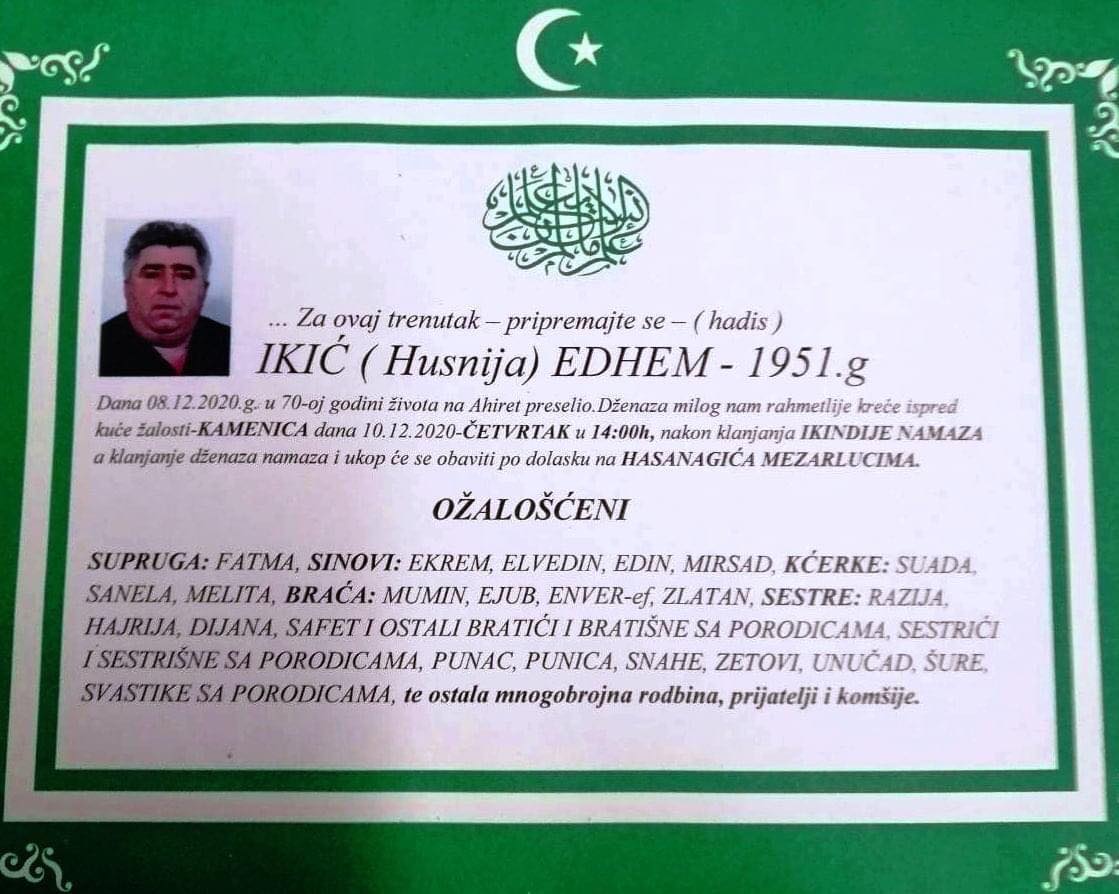 ... Za ovaj trenutak – pripremajte se – ( hadis )
IKIĆ ( Husnija) EDHEM - 1951.g
Dana 08.12.2020.g. u 70-oj godini života na Ahiret preselio.Dženaza milog nam rahmetlije kreće ispred
kuće žalosti-KAMENICA dana 10.12.2020-ČETVRTAK u 14:00h, nakon klanjanja IKINDIJE NAMAZA
a klanjanje dženaza namaza i ukop će se obaviti po dolasku na HASANAGIĆA MEZARLUCIMA.
OŽALOŠĆENI
SUPRUGA: FATMA, SINOVI: EKREM, ELVEDIN, EDIN, MIRSAD, KĆERKE: SUADA,
SANELA, MELITA, BRAĆA: MUMIN, EJUB, ENVER-ef, ZLATAN, SESTRE: RAZIJA,
HAJRIJA, DIJANA, SAFET I OSTALI BRATIĆI I BRATIŠNE SA PORODICAMA, SESTRIĆI
I SESTRIŠNE SA PORODICAMA, PUNAC, PUNICA, SNAHE, ZETOVI, UNUČAD, ŠURE,
SVASTIKE SA PORODICAMA, te ostala mnogobrojna rodbina, prijatelji i komšije.